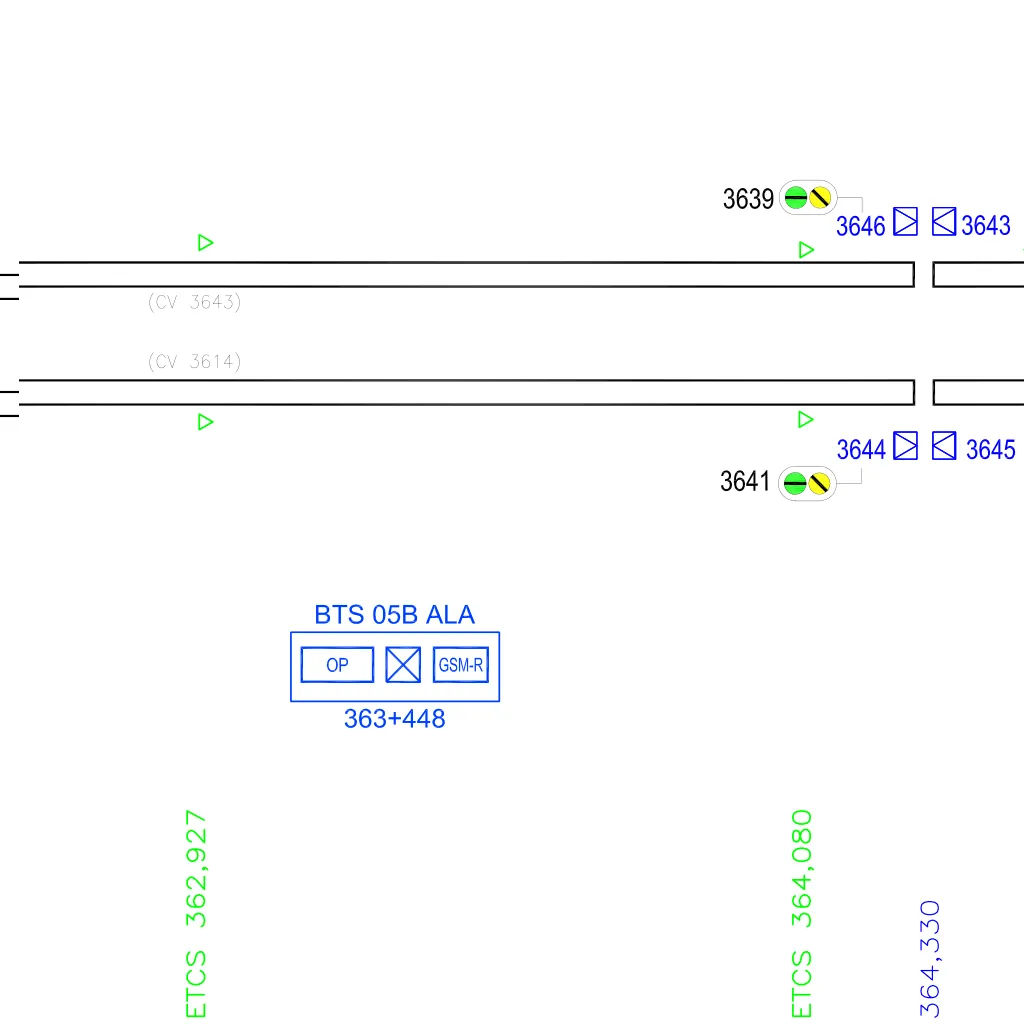 3639
3646
3643
(CV 3643)
(CV 3614)
3644
3645
3641
BTS 05B ALA
OP
GSM-R
363+448
ETCS 362,927
ETCS 364,080
364,330